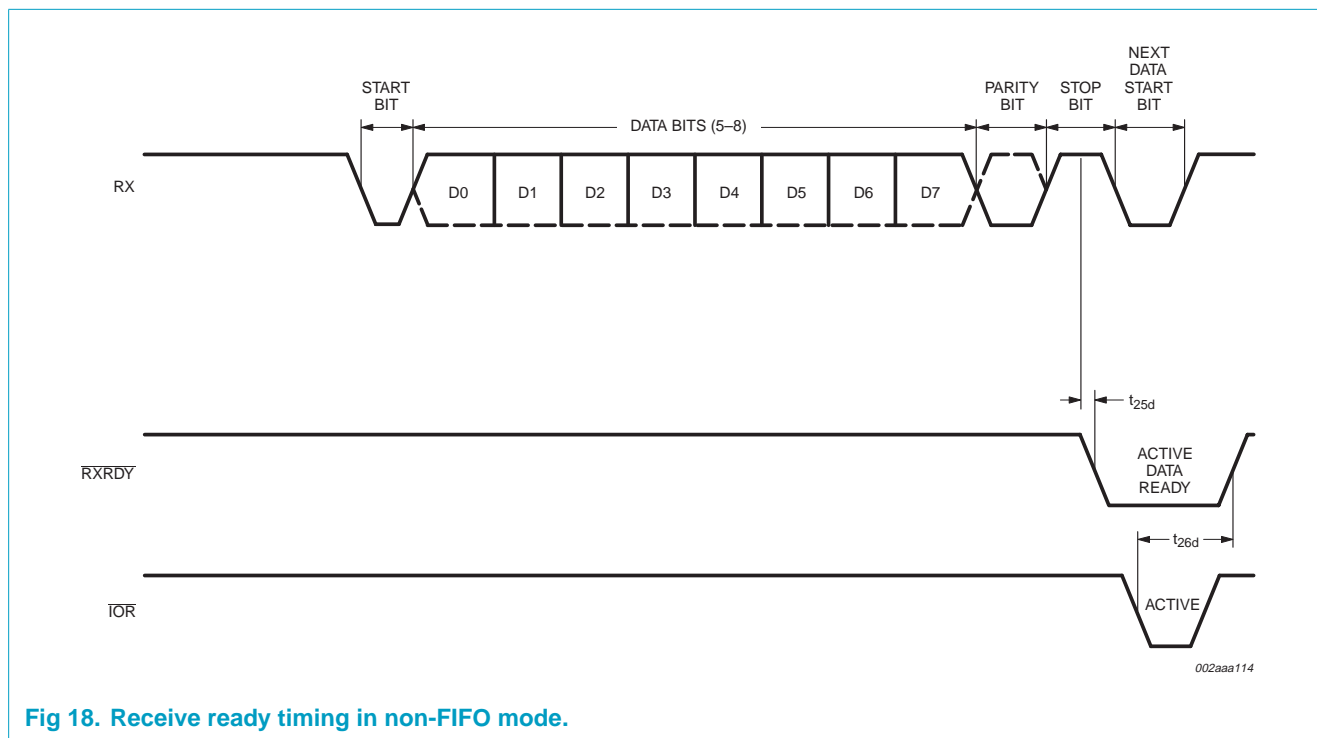 START
BIT
DATA BITS (5–8)
PARITY
BIT
STOP
BIT
NEXT
DATA
START
BIT
RX
D0 D1 D2 D3 D4 D5 D6 D7
t25d
RXRDY
ACTIVE
DATA
READY
t26d
IOR
ACTIVE
002aaa114
Fig 18. Receive ready timing in non-FIFO mode.